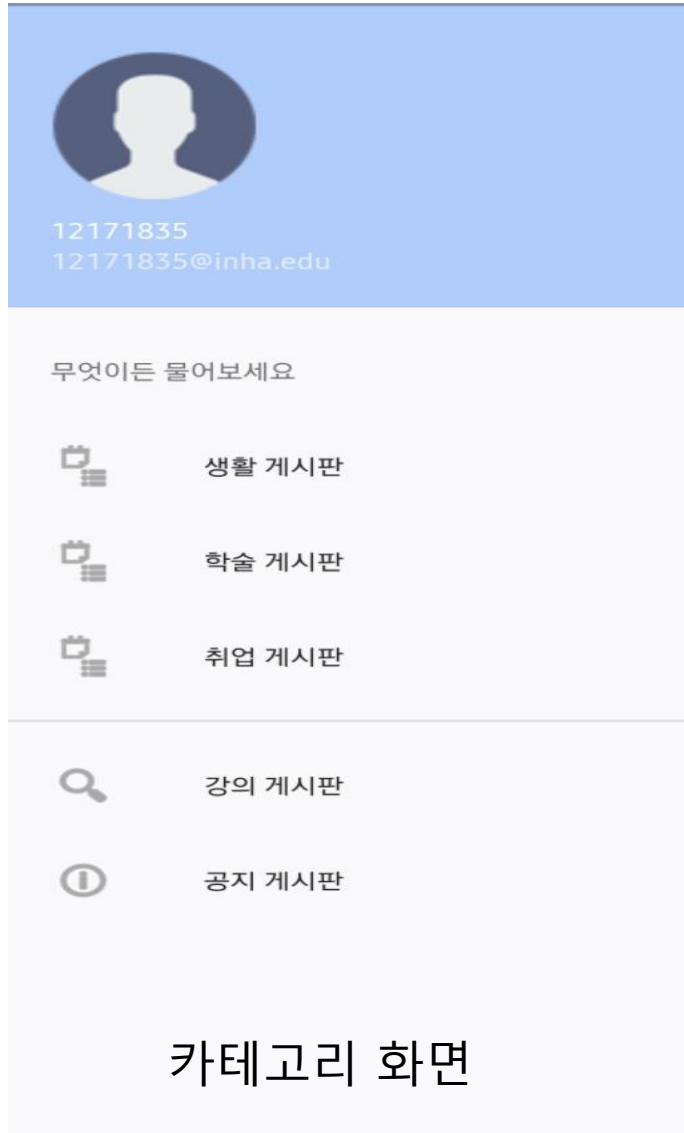 12171835
12171835@inha.edu
무엇이든 물어보세요
생활 게시판
학술 게시판
취업 게시판
강의 게시판
공지 게시판
카테고리 화면